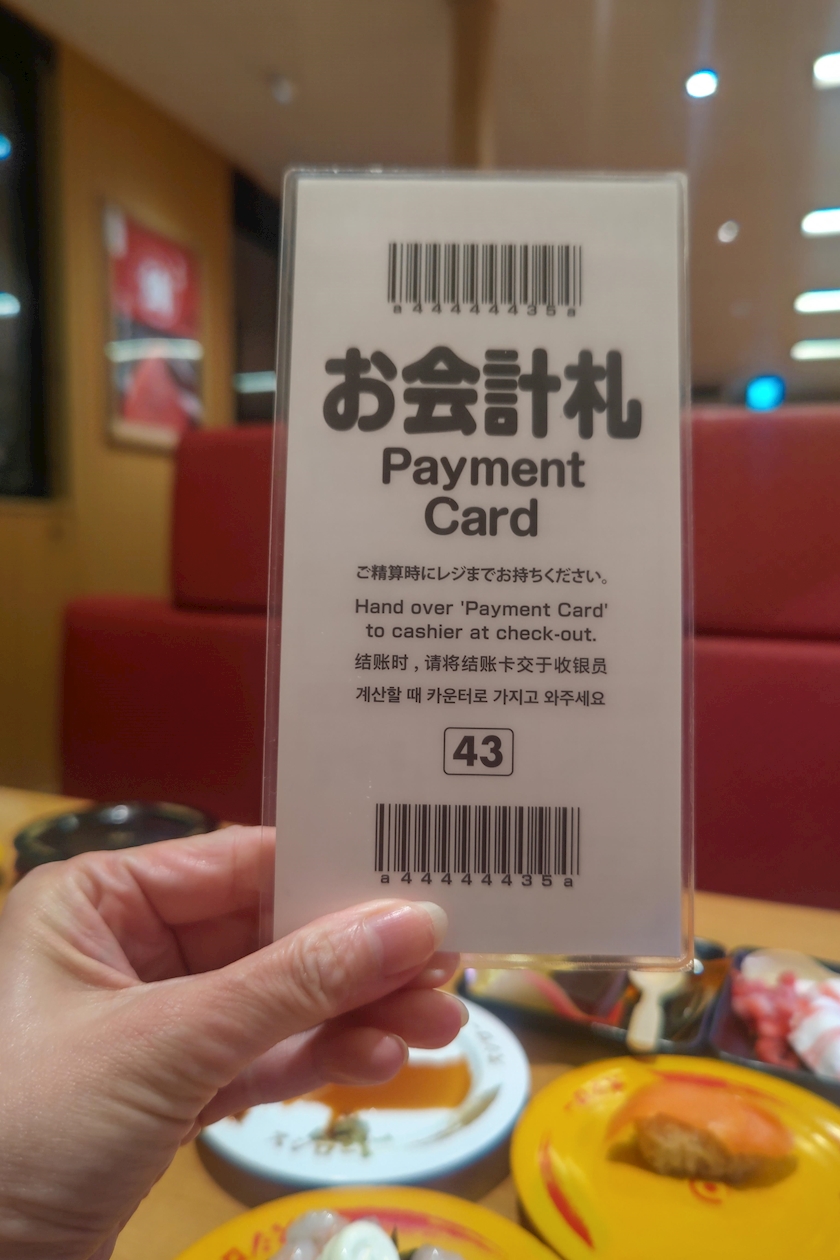 a44444435a
お会計札
Payment
Card
ご精算時にレジまでお持ちください。
Hand over 'Payment Card'
to cashier at check-out.
结账时，请将结账卡交于收银员
계산할 때 카운터로 가지고 와주세요
43
a44444435a